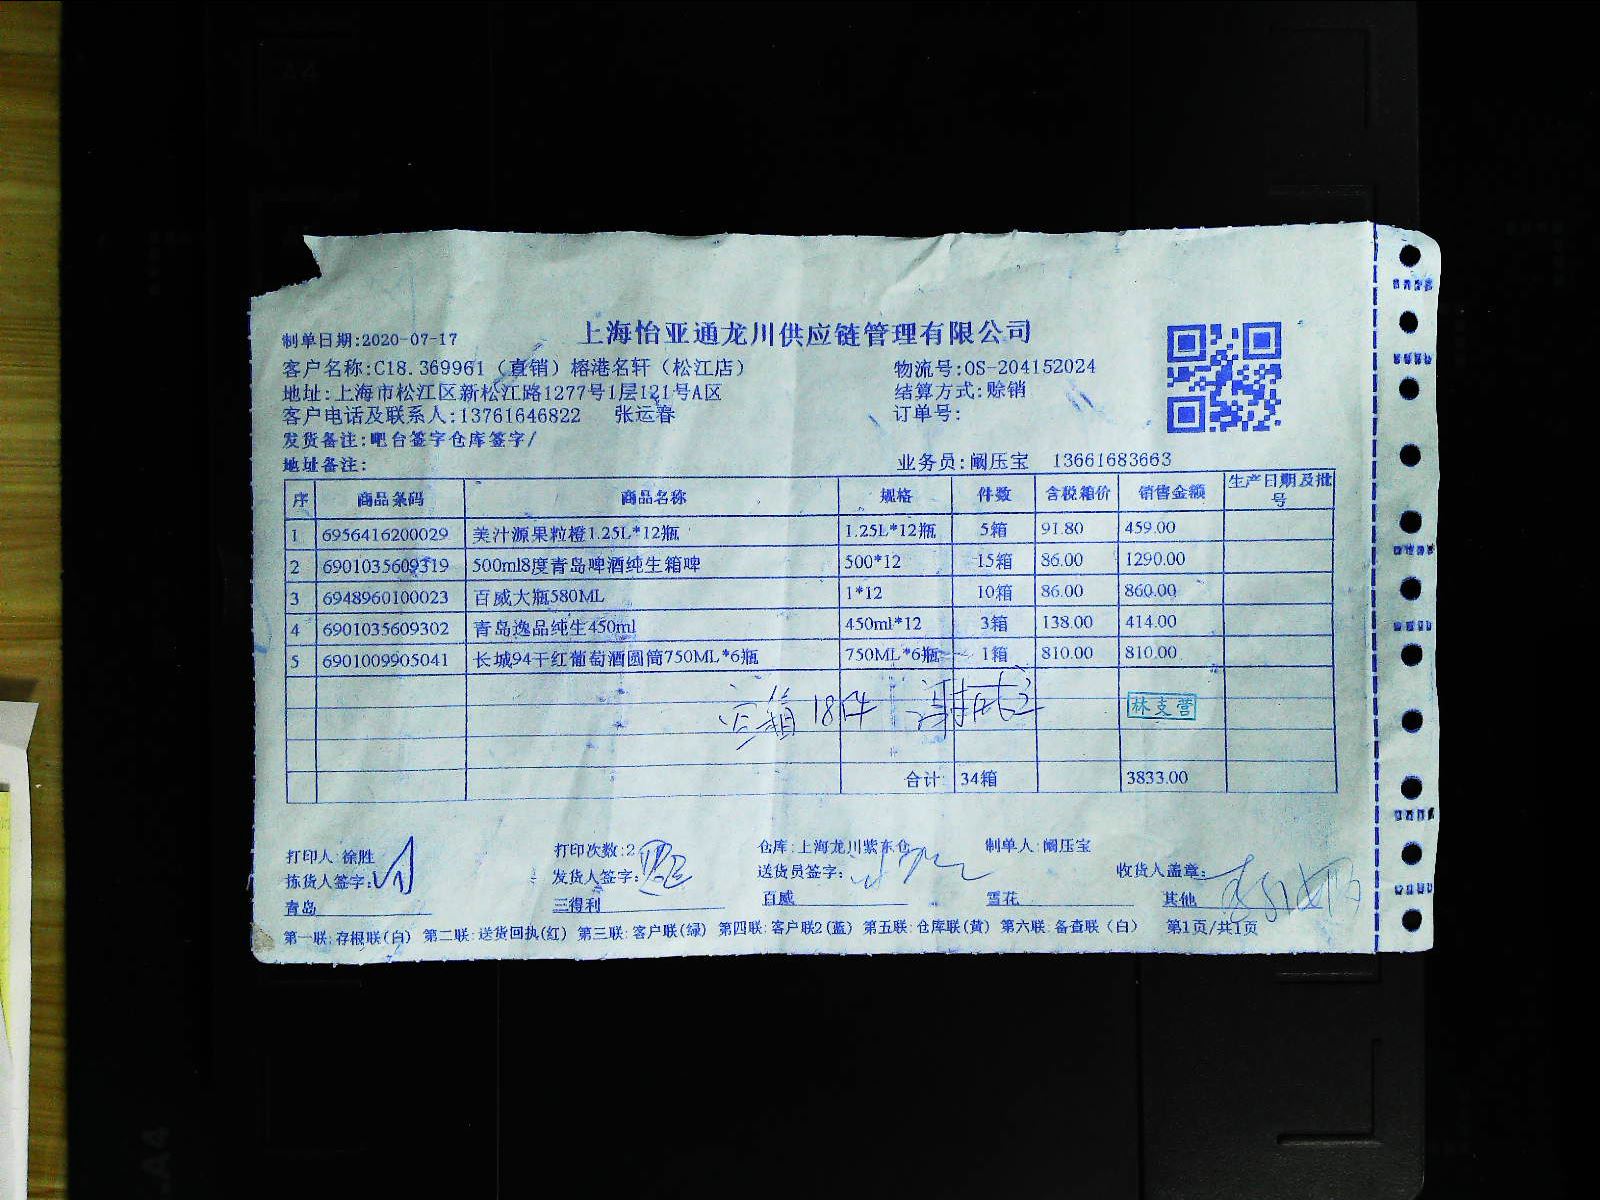 上海怡亚通龙川供应链管理有限公司
制单日期:2020-07-17
客户名称:C18.369961（直销）榕港名轩（松江店） 物流号:OS-204152024
地址:上海市松江区新松江路1277号1层121号A区 结算方式:赊销
客户电话及联系人:13761646822 张运春 订单号:
发货备注:吧台签字仓库签字/
地址备注: 业务员:阚压宝 13661683663
序 商品条码 商品名称 规格 件数 含税箱价 销售金额 生产日期及批号
1 6956416200029 美汁源果粒橙1.25L*12瓶 1.25L*12瓶 5箱 91.80 459.00
2 6901035609319 500ml8度青岛啤酒纯生箱啤 500*12 15箱 86.00 1290.00
3 6948960100023 百威大瓶580ML 1*12 10箱 86.00 860.00
4 6901035609302 青岛逸品纯生450ml 450ml*12 3箱 138.00 414.00
5 6901009905041 长城94干红葡萄酒圆筒750ML*6瓶 750ML*6瓶 1箱 810.00 810.00
空箱 18件
林支营
合计: 34箱 3833.00
打印人:徐胜 打印次数:2 仓库:上海龙川紫东仓 制单人:阚压宝
拣货人签字: 发货人签字: 送货员签字: 收货人盖章:
青岛 三得利 百威 雪花 其他
第一联:存根联(白) 第二联:送货回执(红) 第三联:客户联(绿) 第四联:客户联2(蓝) 第五联:仓库联(黄) 第六联:备查联(白) 第1页/共1页